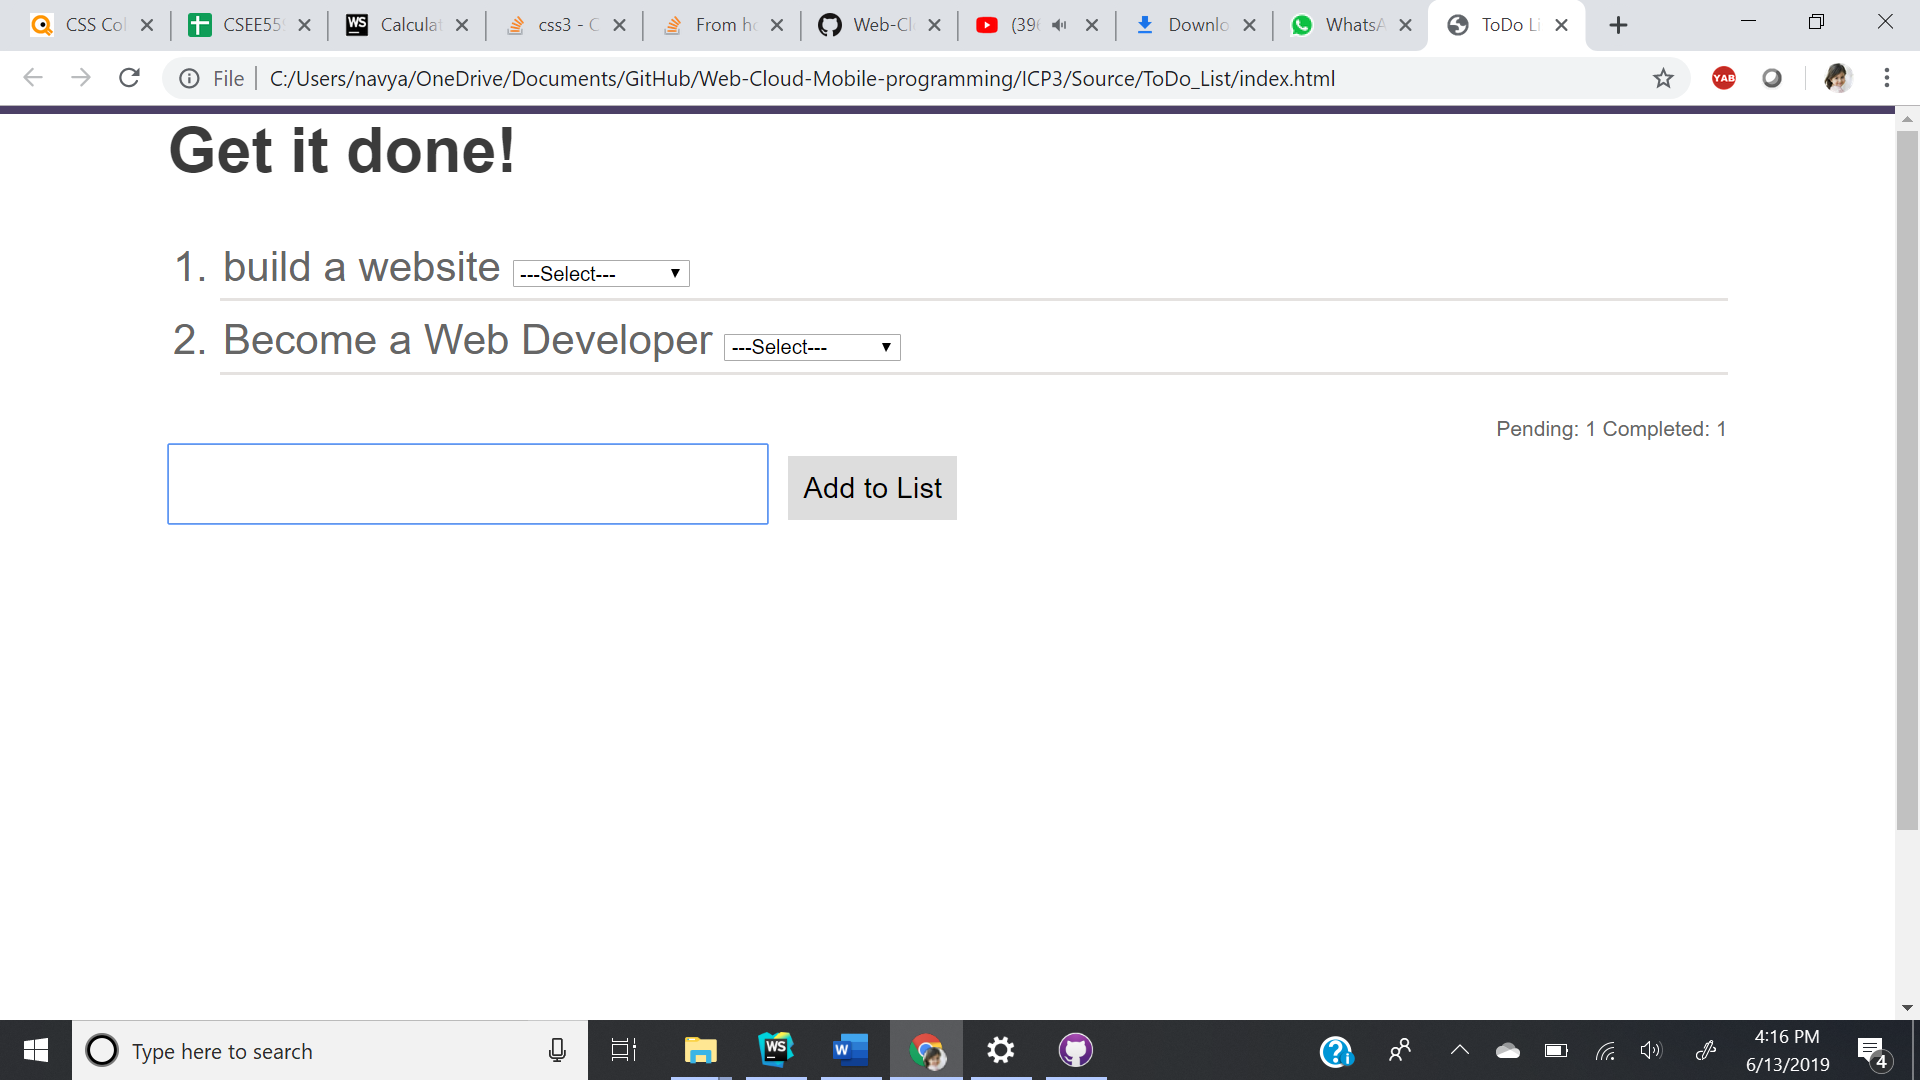 CSS Col
CSEE55
WS Calculat
css3 - C
From h
Web-Cl
(39
Downlo
WhatsA
ToDo Li
File C:/Users/navya/OneDrive/Documents/GitHub/Web-Cloud-Mobile-programming/ICP3/Source/ToDo_List/index.html
YAB
Get it done!
1. build a website ---Select---
2. Become a Web Developer ---Select---
Pending: 1 Completed: 1
Add to List
Type here to search
WS
W
4:16 PM
6/13/2019
4